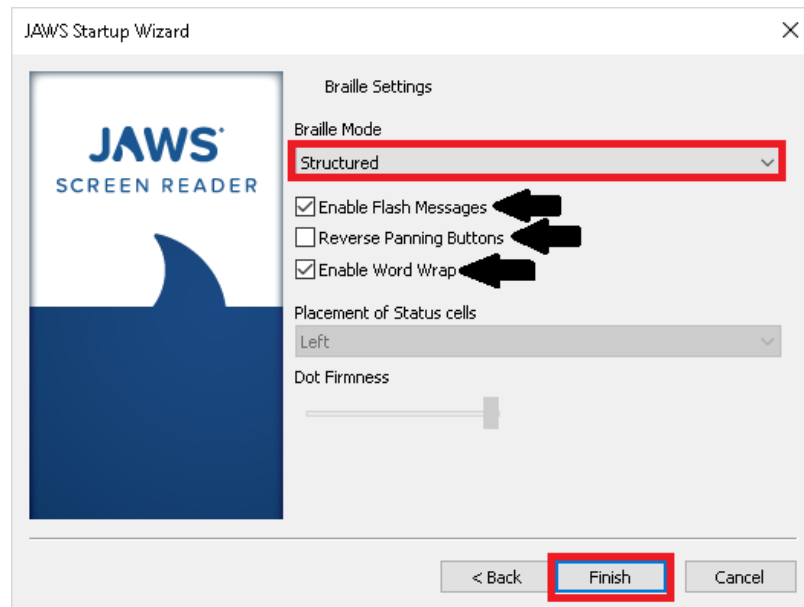 JAWS Startup Wizard
Braille Settings
JAWS
SCREEN READER
Braille Mode
Structured
Enable Flash Messages
Reverse Panning Buttons
Enable Word Wrap
Placement of Status cells
Left
Dot Firmness
< Back
Finish
Cancel